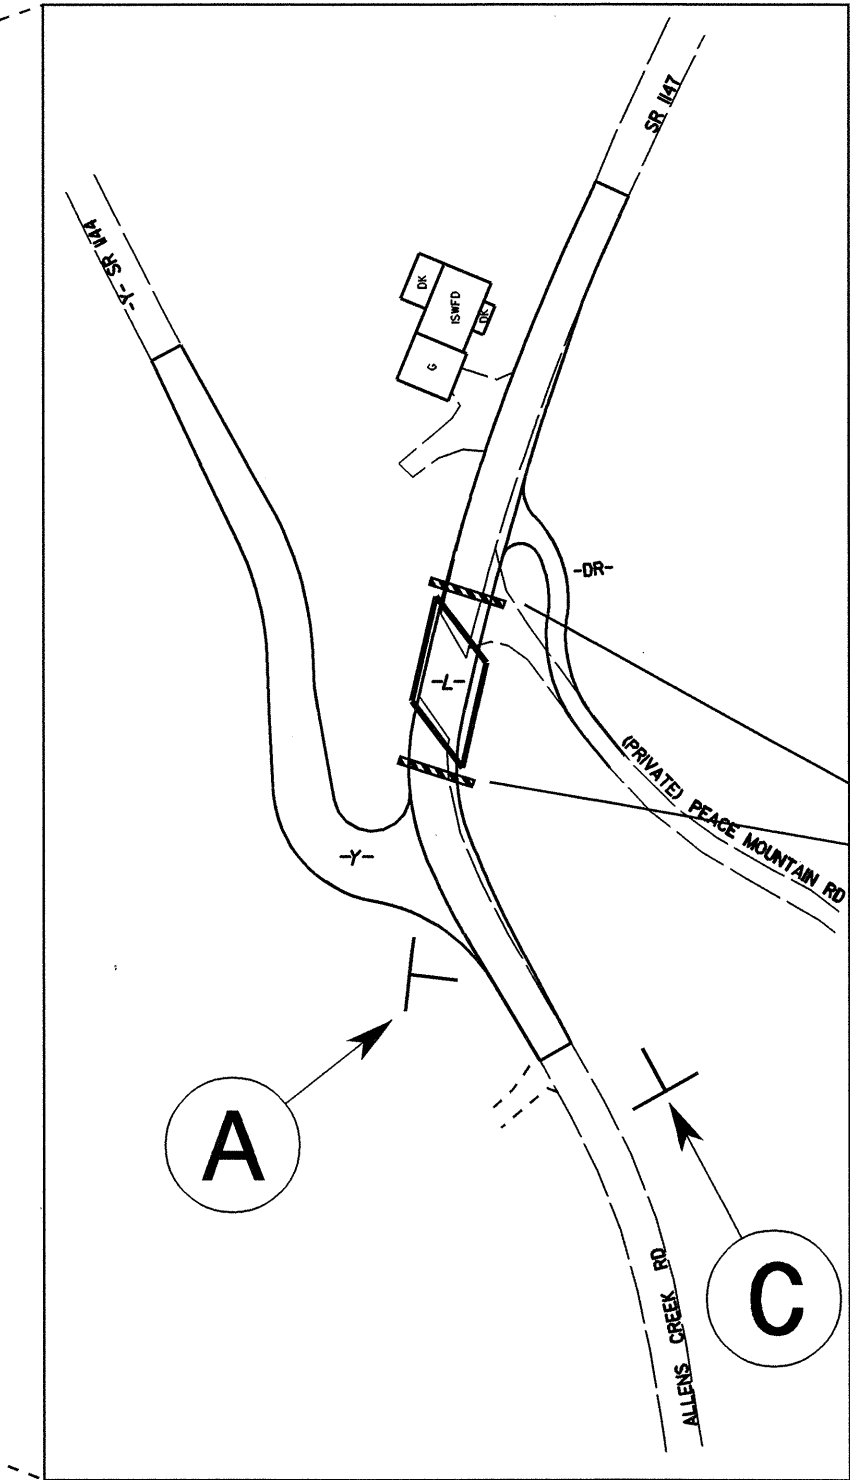 SR 1147
-Y- SR 1144
DK
1SWFD
DK
G
-DR-
-L-
(PRIVATE) PEACE MOUNTAIN RD
-Y-
A
C
ALLENS CREEK RD